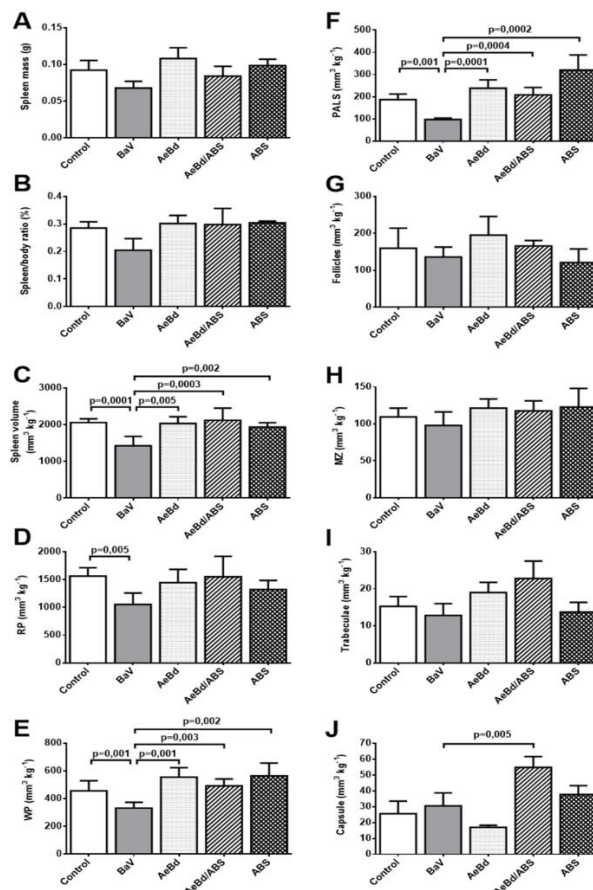 A
Spleen mass (g)
0.15
0.10
0.05
0.00
Control
BaV
AeBd
AeBd/ABS
ABS
B
Spleen/body ratio (%)
0.4
0.3
0.2
0.1
0.0
Control
BaV
AeBd
AeBd/ABS
ABS
C
p=0,002
p=0,0003
p=0,0001
p=0,005
Spleen volume
(mm³ kg⁻¹)
3000
2000
1000
0
Control
BaV
AeBd
AeBd/ABS
ABS
D
p=0,005
RP (mm³ kg⁻¹)
2000
1500
1000
500
0
Control
BaV
AeBd
AeBd/ABS
ABS
E
p=0,002
p=0,003
p=0,001
p=0,001
WP (mm³ kg⁻¹)
800
600
400
200
0
Control
BaV
AeBd
AeBd/ABS
ABS
F
p=0,0002
p=0,0004
p=0,001
p=0,0001
PALS (mm³ kg⁻¹)
500
400
300
200
100
0
Control
BaV
AeBd
AeBd/ABS
ABS
G
Follicles (mm³ kg⁻¹)
300
200
100
0
Control
BaV
AeBd
AeBd/ABS
ABS
H
MZ (mm³ kg⁻¹)
150
100
50
0
Control
BaV
AeBd
AeBd/ABS
ABS
I
Trabeculae (mm³ kg⁻¹)
30
20
10
0
Control
BaV
AeBd
AeBd/ABS
ABS
J
p=0,005
Capsule (mm³ kg⁻¹)
70
60
50
40
30
20
10
0
Control
BaV
AeBd
AeBd/ABS
ABS